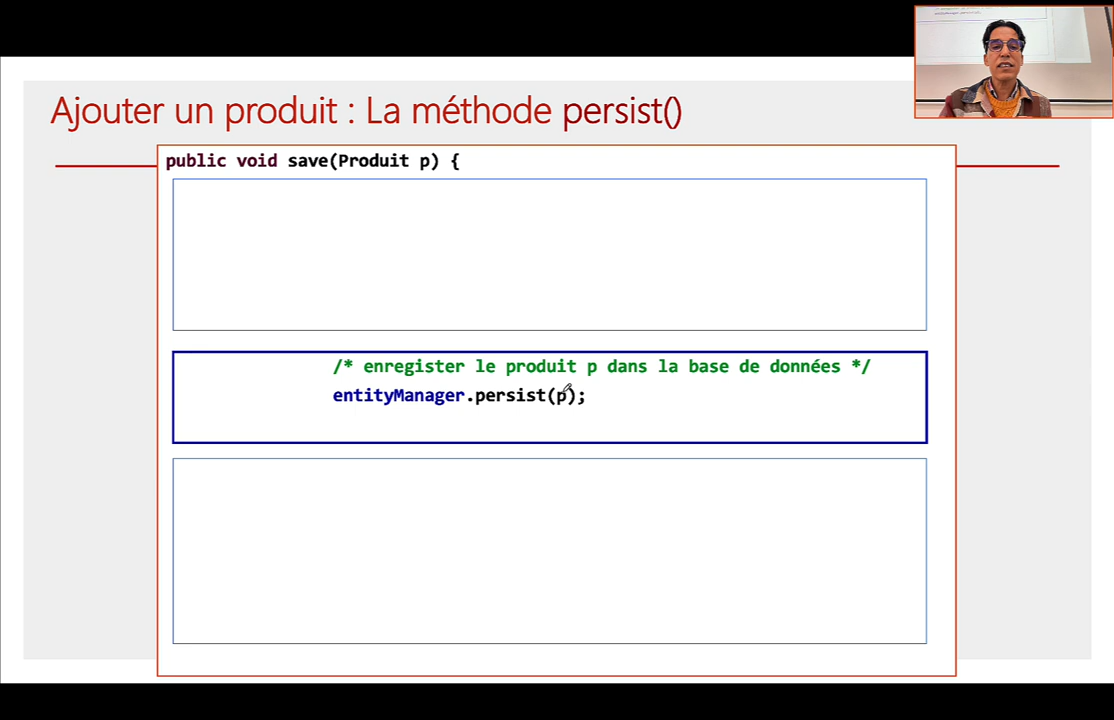 Ajouter un produit : La méthode persist()
public void save(Produit p) {
/* enregister le produit p dans la base de données */
entityManager.persist(p);